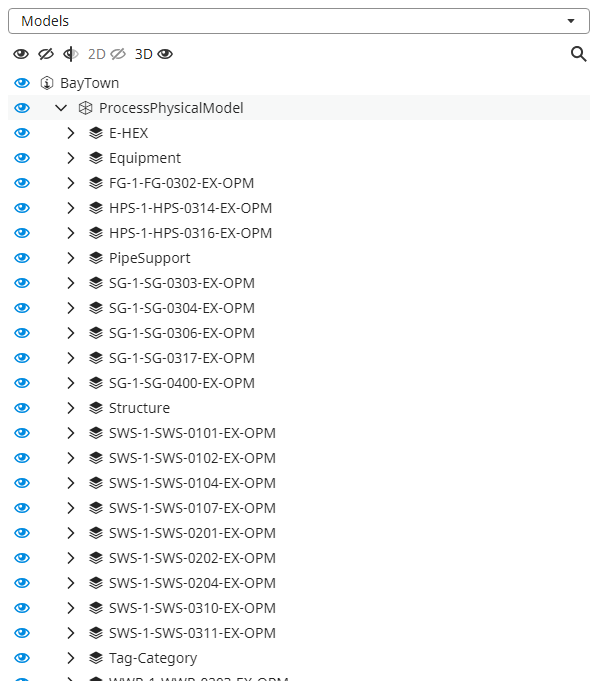 Models
2D 3D
BayTown
ProcessPhysicalModel
E-HEX
Equipment
FG-1-FG-0302-EX-OPM
HPS-1-HPS-0314-EX-OPM
HPS-1-HPS-0316-EX-OPM
PipeSupport
SG-1-SG-0303-EX-OPM
SG-1-SG-0304-EX-OPM
SG-1-SG-0306-EX-OPM
SG-1-SG-0317-EX-OPM
SG-1-SG-0400-EX-OPM
Structure
SWS-1-SWS-0101-EX-OPM
SWS-1-SWS-0102-EX-OPM
SWS-1-SWS-0104-EX-OPM
SWS-1-SWS-0107-EX-OPM
SWS-1-SWS-0201-EX-OPM
SWS-1-SWS-0202-EX-OPM
SWS-1-SWS-0204-EX-OPM
SWS-1-SWS-0310-EX-OPM
SWS-1-SWS-0311-EX-OPM
Tag-Category